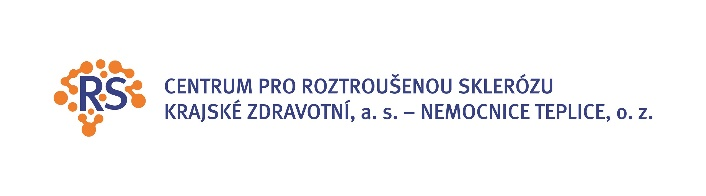 RS
CENTRUM PRO ROZTROUŠENOU SKLERÓZU
KRAJSKÉ ZDRAVOTNÍ, a. s. – NEMOCNICE TEPLICE, o. z.